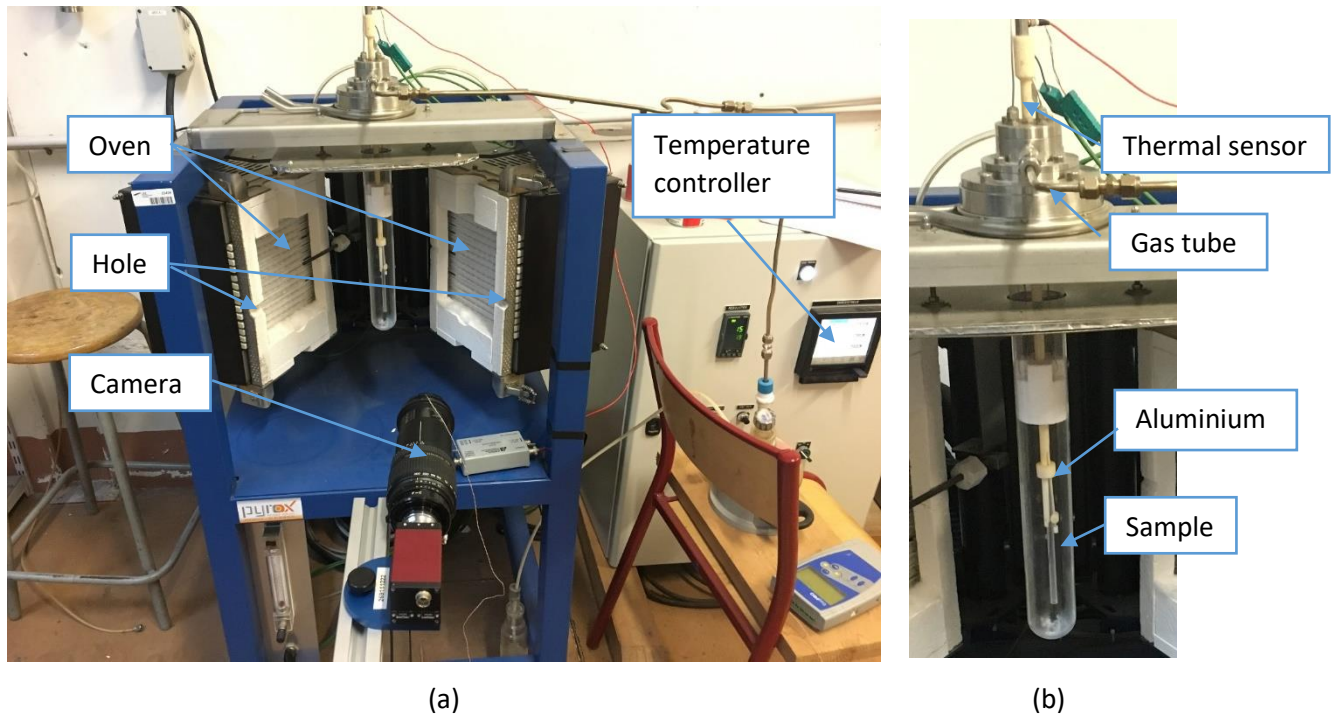 Oven
Hole
Camera
Temperature
controller
pyrox
(a)
Thermal sensor
Gas tube
Aluminium
Sample
(b)